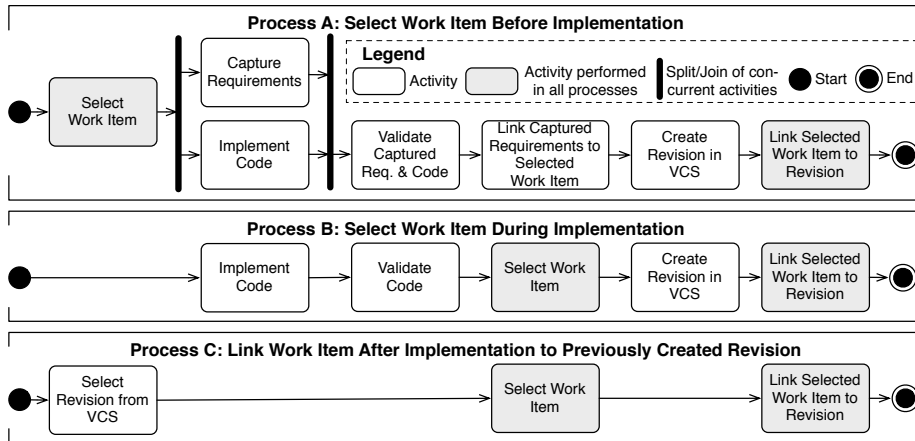 Process A: Select Work Item Before Implementation
Legend
Activity
Activity performed
in all processes
Split/Join of con-
current activities
Start
End
Select
Work Item
Capture
Requirements
Implement
Code
Validate
Captured
Req. & Code
Link Captured
Requirements to
Selected
Work Item
Create
Revision in
VCS
Link Selected
Work Item to
Revision
Process B: Select Work Item During Implementation
Implement
Code
Validate
Code
Select Work
Item
Create
Revision in
VCS
Link Selected
Work Item to
Revision
Process C: Link Work Item After Implementation to Previously Created Revision
Select
Revision from
VCS
Select Work
Item
Link Selected
Work Item to
Revision